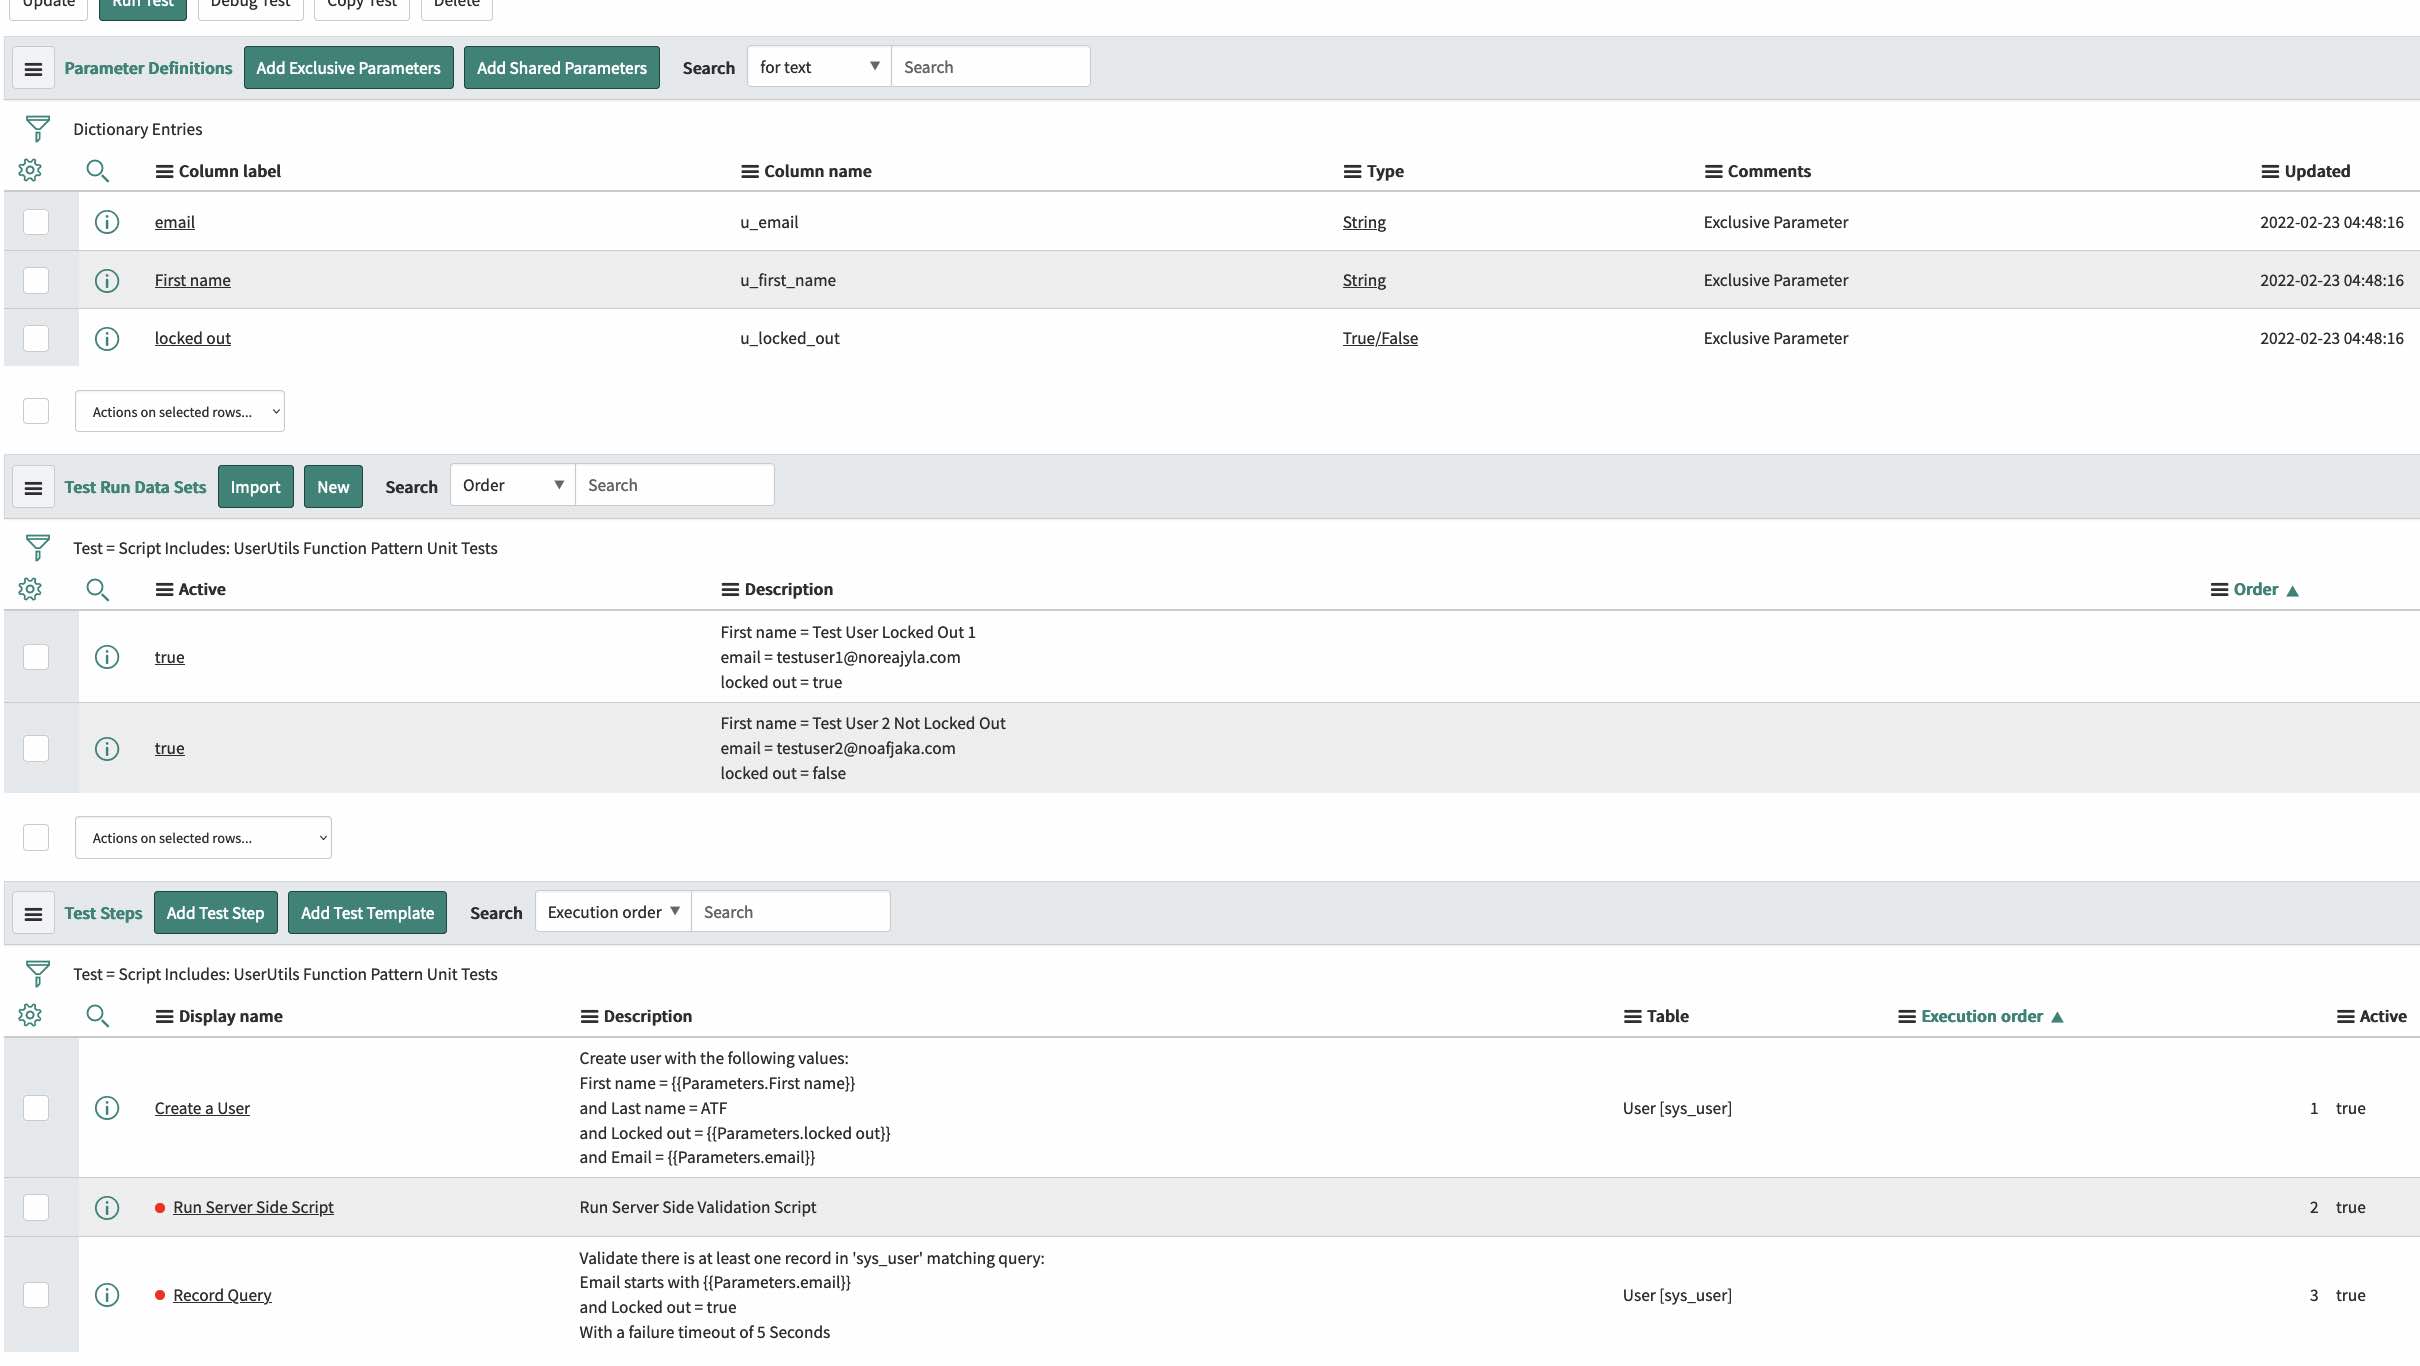 Update Run Test Debug Test Copy Test Delete
Parameter Definitions Add Exclusive Parameters Add Shared Parameters Search for text Search
Dictionary Entries
Column label Column name Type Comments Updated
email u_email String Exclusive Parameter 2022-02-23 04:48:16
First name u_first_name String Exclusive Parameter 2022-02-23 04:48:16
locked out u_locked_out True/False Exclusive Parameter 2022-02-23 04:48:16
Actions on selected rows...
Test Run Data Sets Import New Search Order Search
Test = Script Includes: UserUtils Function Pattern Unit Tests
Active Description Order
First name = Test User Locked Out 1
true email = testuser1@noreajyla.com
locked out = true
First name = Test User 2 Not Locked Out
true email = testuser2@noafjaka.com
locked out = false
Actions on selected rows...
Test Steps Add Test Step Add Test Template Search Execution order Search
Test = Script Includes: UserUtils Function Pattern Unit Tests
Display name Description Table Execution order Active
Create user with the following values:
First name = {{Parameters.First name}}
Create a User and Last name = ATF User [sys_user] 1 true
and Locked out = {{Parameters.locked out}}
and Email = {{Parameters.email}}
Run Server Side Script Run Server Side Validation Script 2 true
Validate there is at least one record in 'sys_user' matching query:
Email starts with {{Parameters.email}}
Record Query User [sys_user] 3 true
and Locked out = true
With a failure timeout of 5 Seconds